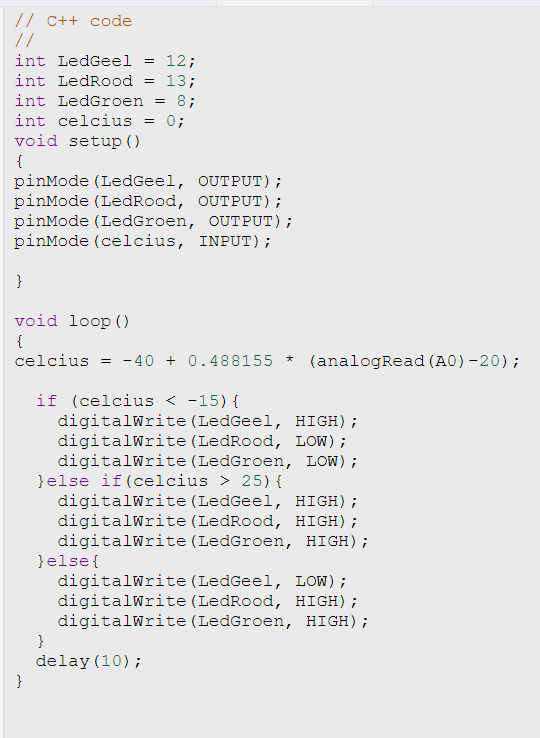 // C++ code
//
int LedGeel = 12;
int LedRood = 13;
int LedGroen = 8;
int celcius = 0;
void setup()
{
pinMode(LedGeel, OUTPUT);
pinMode(LedRood, OUTPUT);
pinMode(LedGroen, OUTPUT);
pinMode(celcius, INPUT);

}

void loop()
{
celcius = -40 + 0.488155 * (analogRead(A0)-20);

  if (celcius < -15){
    digitalWrite(LedGeel, HIGH);
    digitalWrite(LedRood, LOW);
    digitalWrite(LedGroen, LOW);
  }else if(celcius > 25){
    digitalWrite(LedGeel, HIGH);
    digitalWrite(LedRood, HIGH);
    digitalWrite(LedGroen, HIGH);
  }else{
    digitalWrite(LedGeel, LOW);
    digitalWrite(LedRood, HIGH);
    digitalWrite(LedGroen, HIGH);
  }
  delay(10);
}